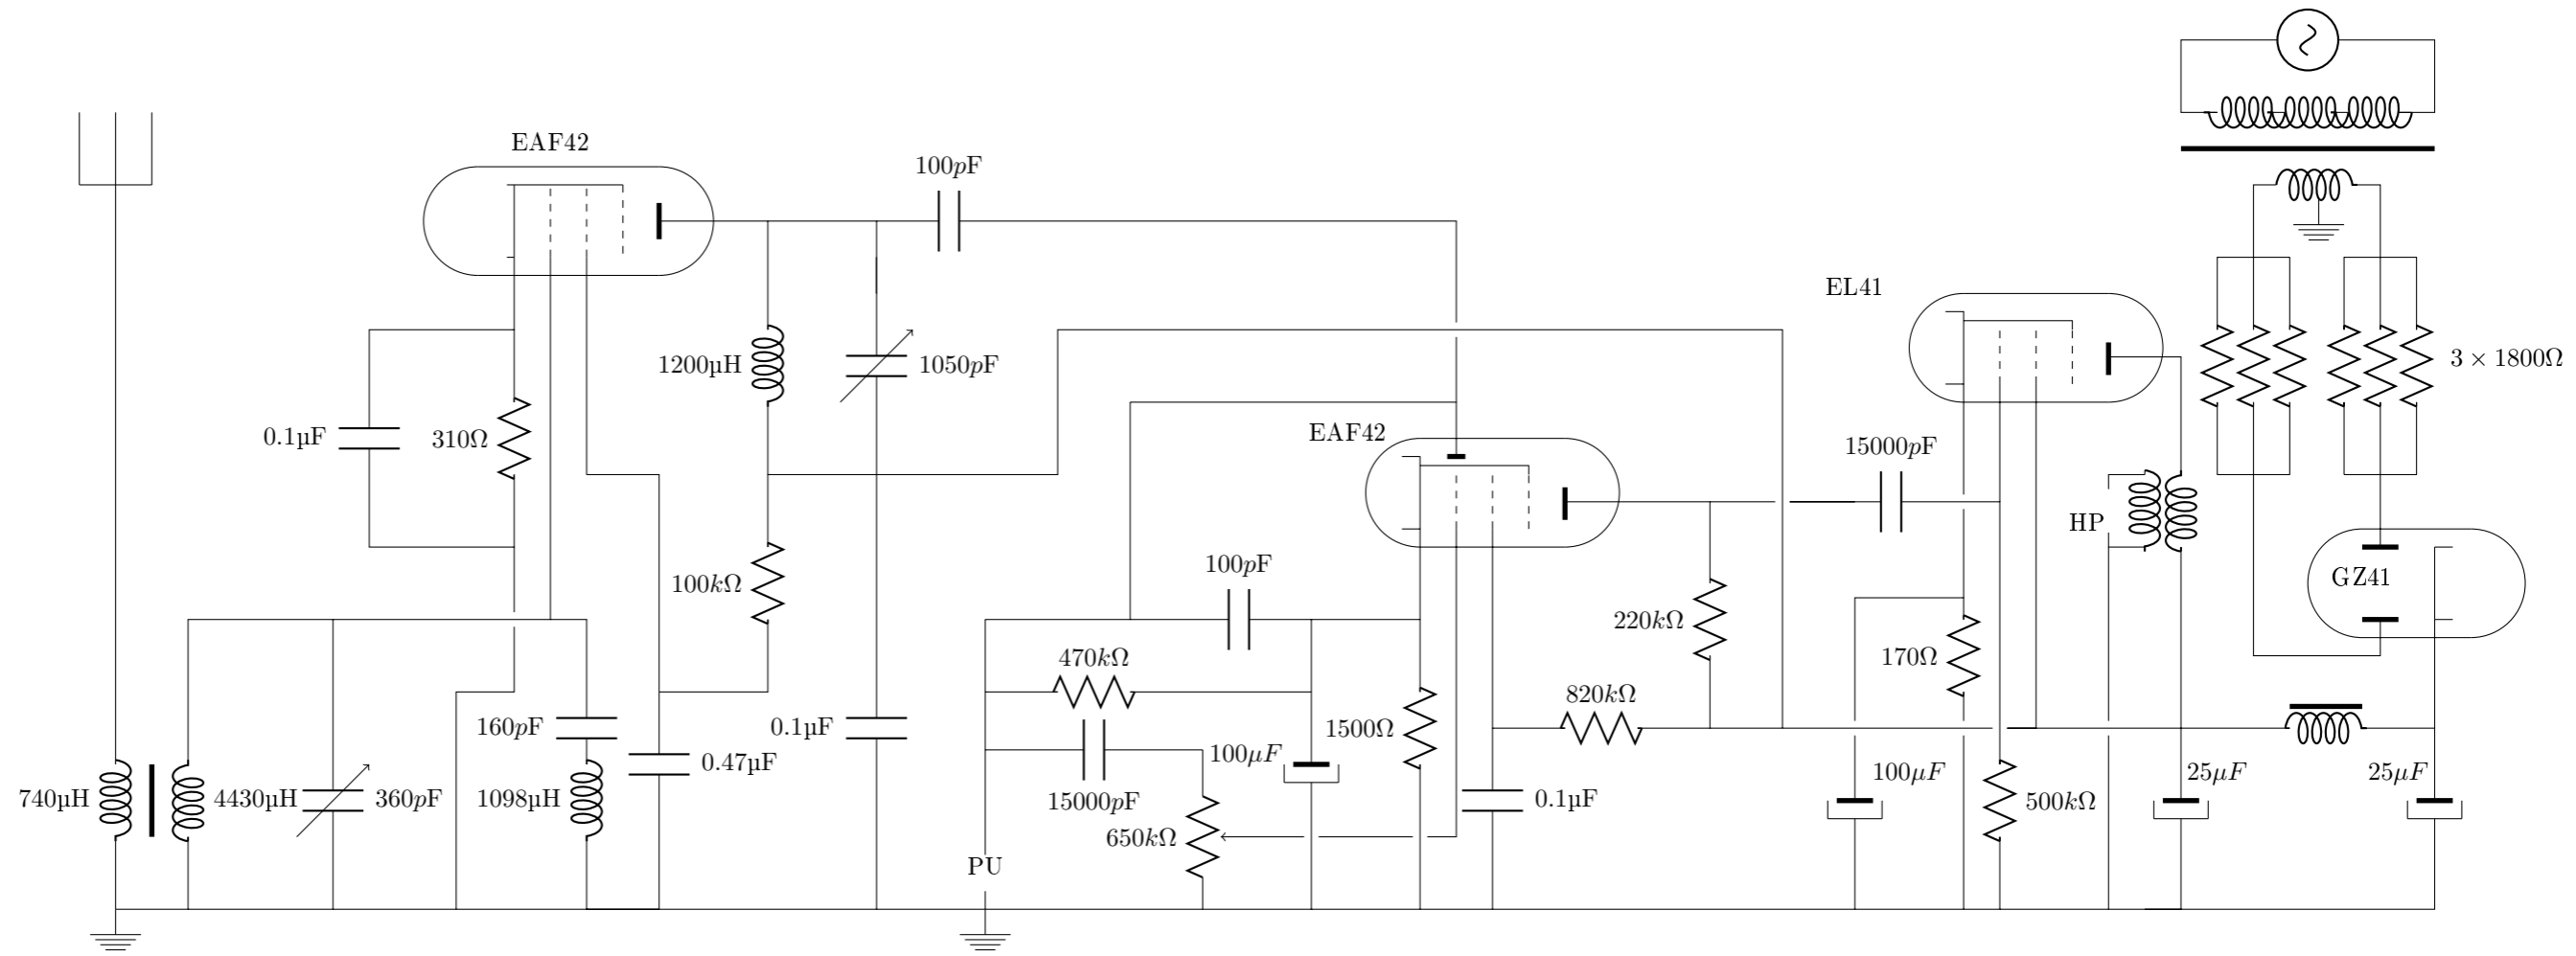 EAF42
100pF
EL41
1200µH
1050pF
3 × 1800Ω
0.1µF
310Ω
EAF42
15000pF
HP
100pF
GZ41
100kΩ
220kΩ
470kΩ
170Ω
820kΩ
160pF
0.1µF
1500Ω
100µF
0.47µF
100µF
25µF
25µF
740µH
4430µH
360pF
1098µH
15000pF
0.1µF
500kΩ
650kΩ
PU